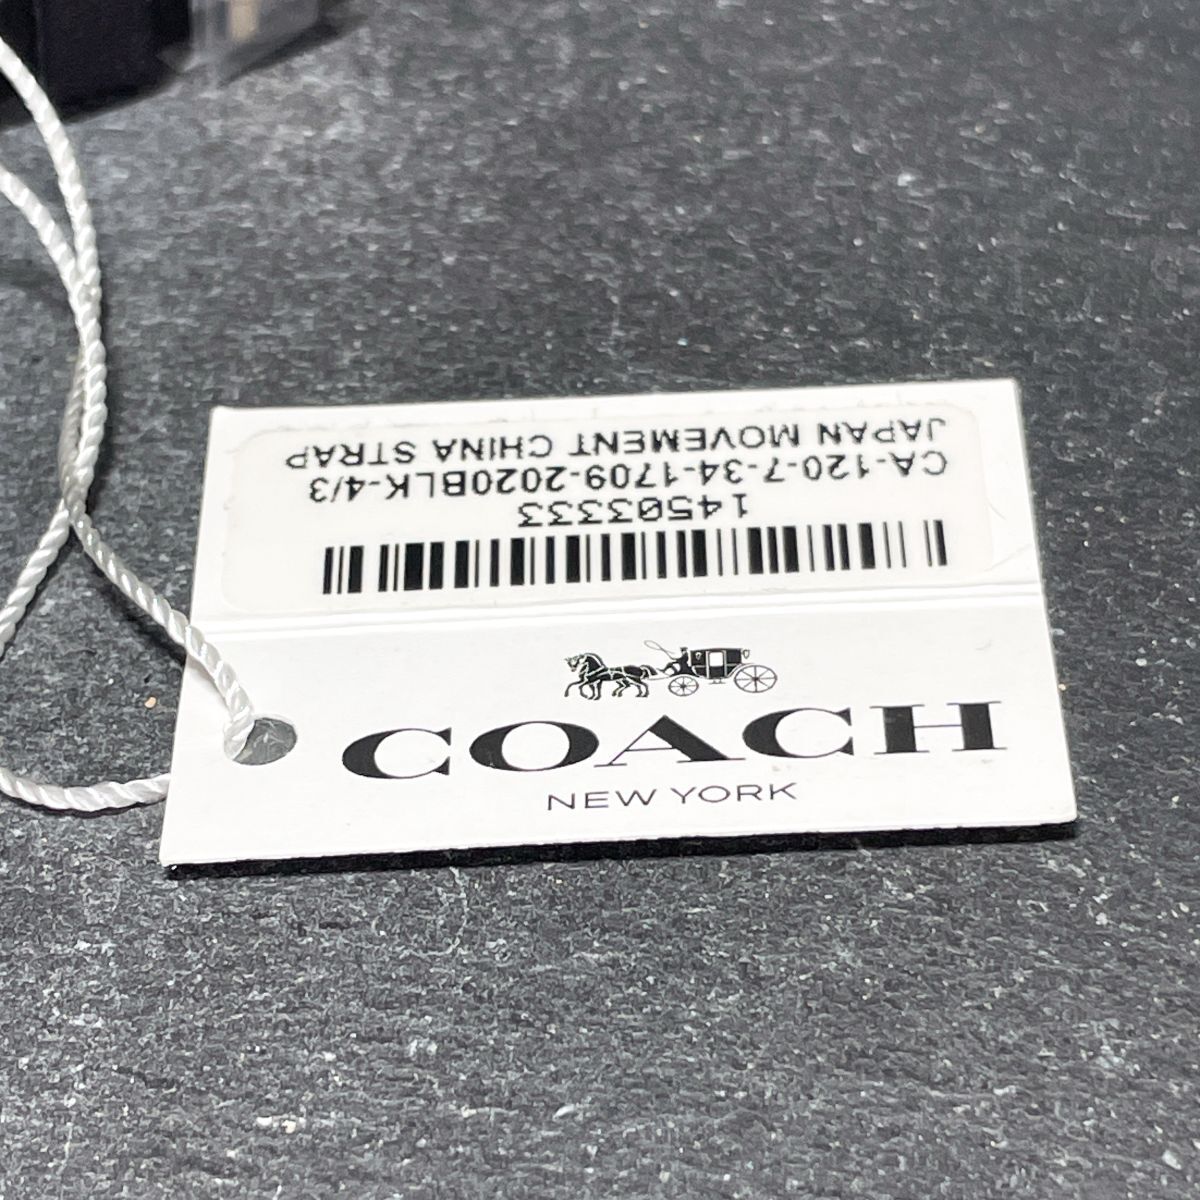 14503333
CA-120-7-34-1709-2020BLK-4/3
JAPAN MOVEMENT CHINA STRAP
COACH
NEW YORK